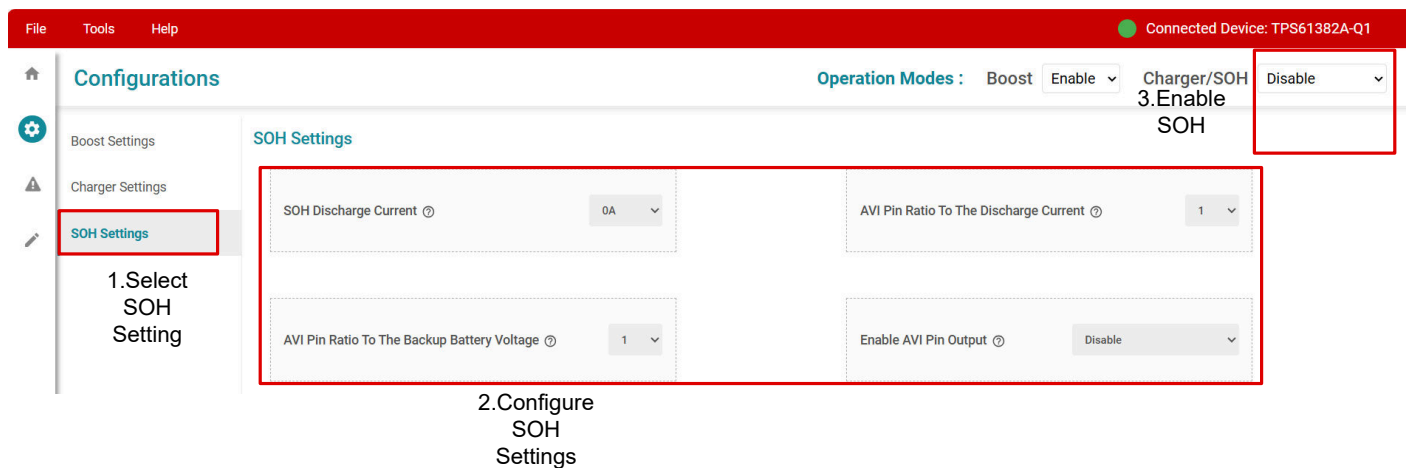 File Tools Help Connected Device: TPS61382A-Q1
Configurations Operation Modes : Boost Enable Charger/SOH Disable
3.Enable
SOH
Boost Settings
Charger Settings
SOH Settings
1.Select
SOH
Setting
SOH Settings
SOH Discharge Current ? 0A
AVI Pin Ratio To The Discharge Current ? 1
AVI Pin Ratio To The Backup Battery Voltage ? 1
Enable AVI Pin Output ? Disable
2.Configure
SOH
Settings